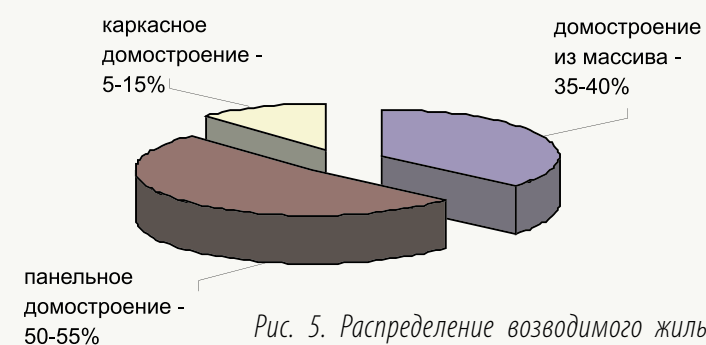 каркасное
домостроение -
5-15%
домостроение
из массива -
35-40%
панельное
домостроение -
50-55%
Рис. 5. Распределение возводимого жиль